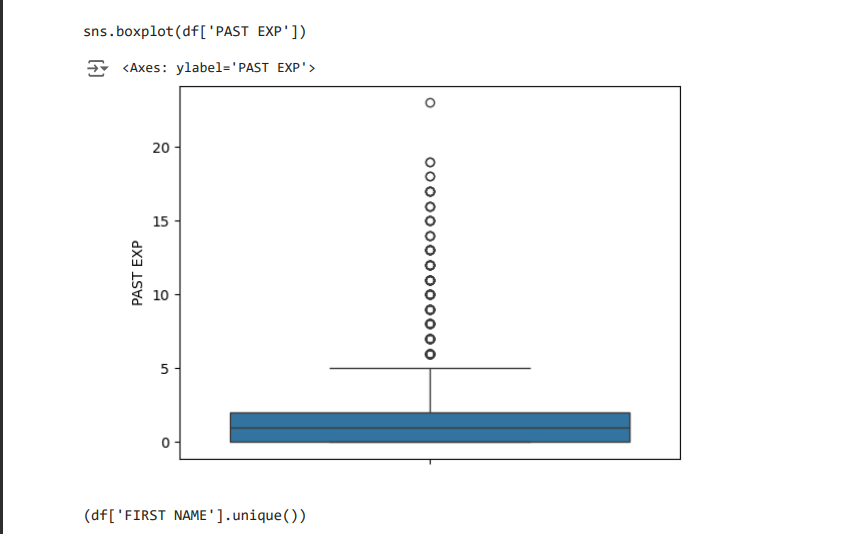 sns.boxplot(df['PAST EXP'])
<Axes: ylabel='PAST EXP'>
20
15
10
5
0
PAST EXP
(df['FIRST NAME'].unique())